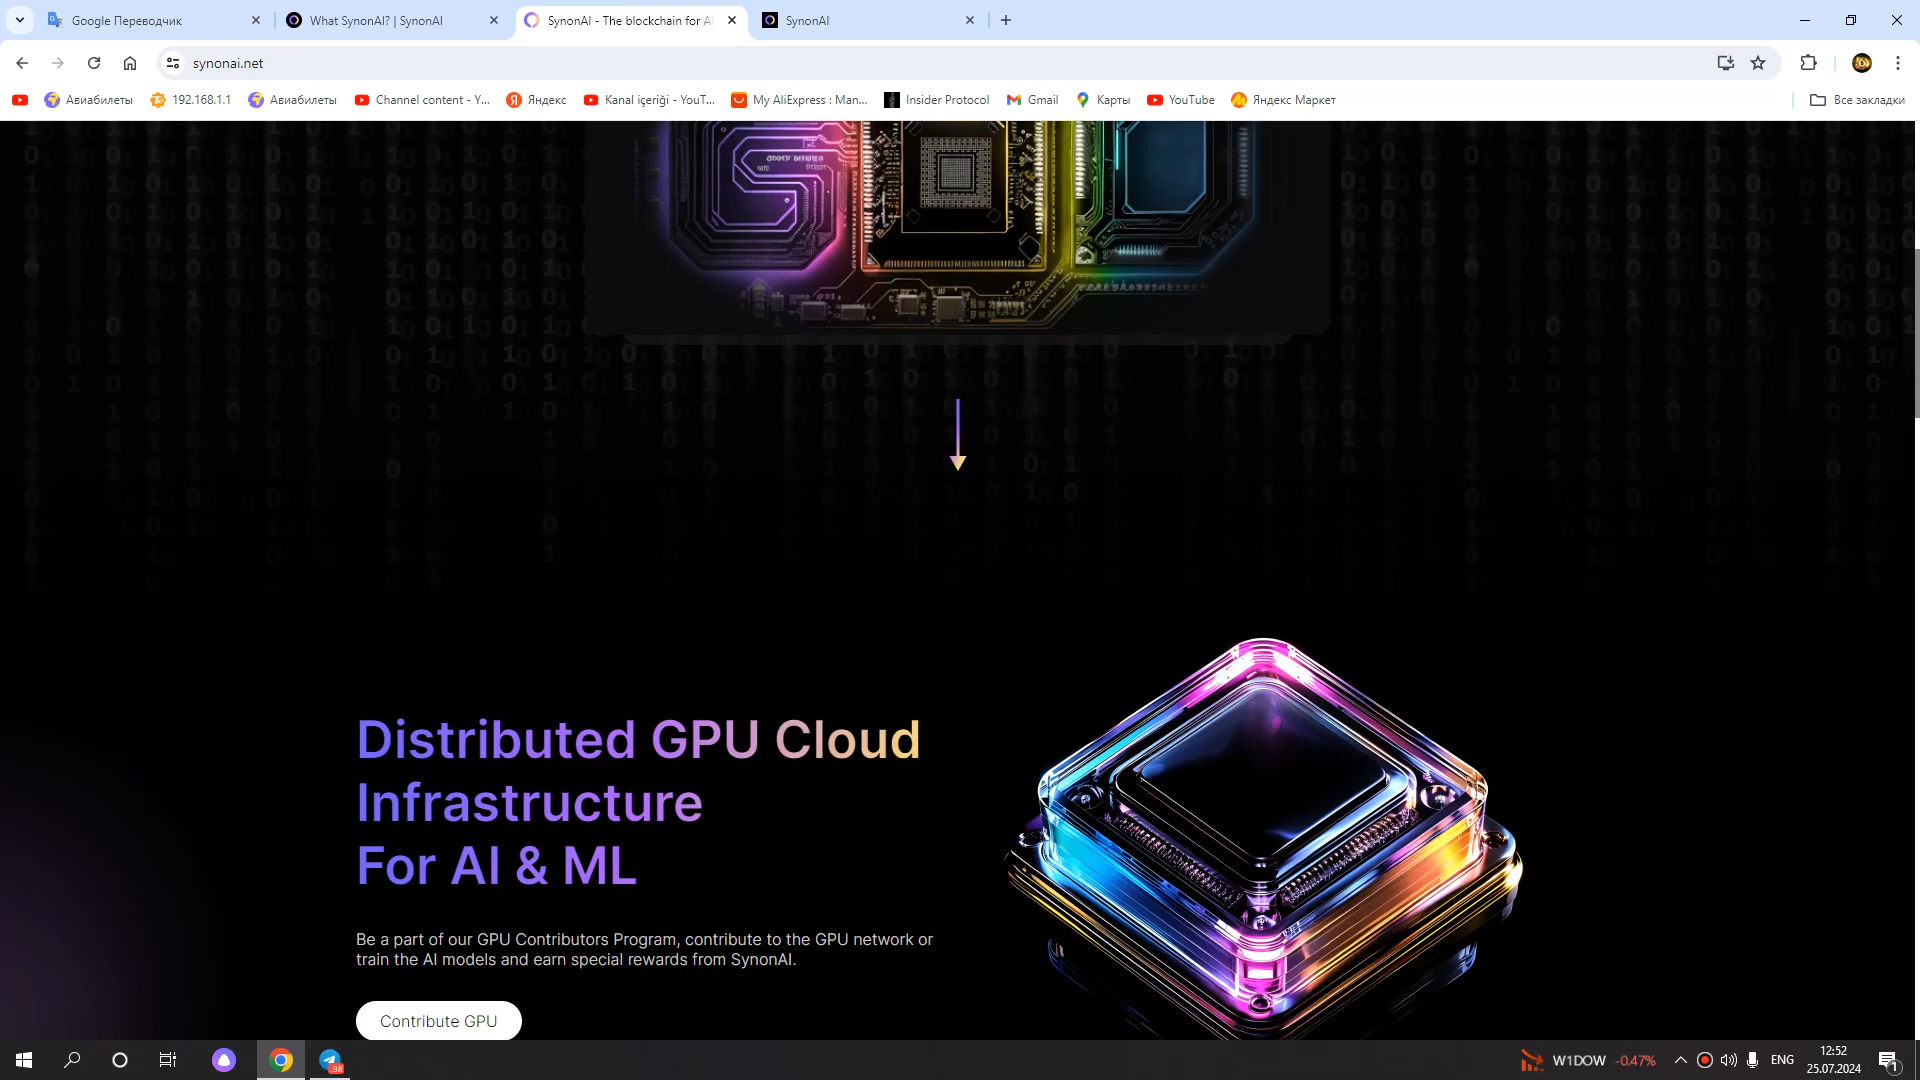 Google Переводчик
What SynonAI? | SynonAI
SynonAI - The blockchain for AI
SynonAI
synonai.net
Авиабилеты
192.168.1.1
Авиабилеты
Channel content - Y...
Яндекс
Kanal içeriği - YouT...
My AliExpress : Man...
Insider Protocol
Gmail
Карты
YouTube
Яндекс Маркет
Все закладки
Distributed GPU Cloud
Infrastructure
For AI & ML
Be a part of our GPU Contributors Program, contribute to the GPU network or
train the AI models and earn special rewards from SynonAI.
Contribute GPU
98
W1DOW -0.47%
ENG
12:52
25.07.2024
1